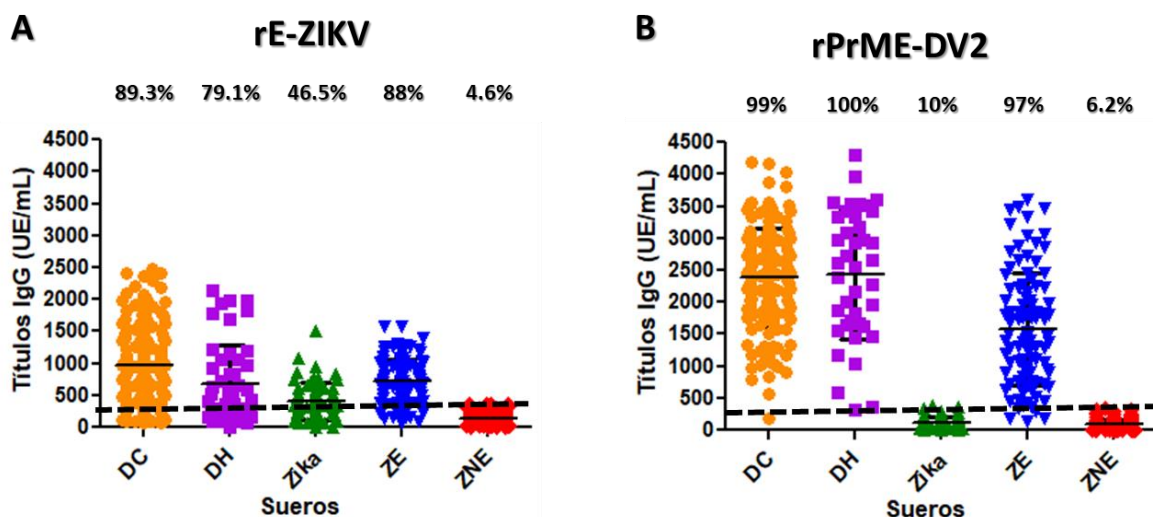 A
rE-ZIKV
89.3% 79.1% 46.5% 88% 4.6%
4500
4000
3500
3000
2500
2000
1500
1000
500
0
Títulos IgG (UE/mL)
DC DH Zika ZE ZNE
Sueros
B
rPrME-DV2
99% 100% 10% 97% 6.2%
4500
4000
3500
3000
2500
2000
1500
1000
500
0
Títulos IgG (UE/mL)
DC DH Zika ZE ZNE
Sueros